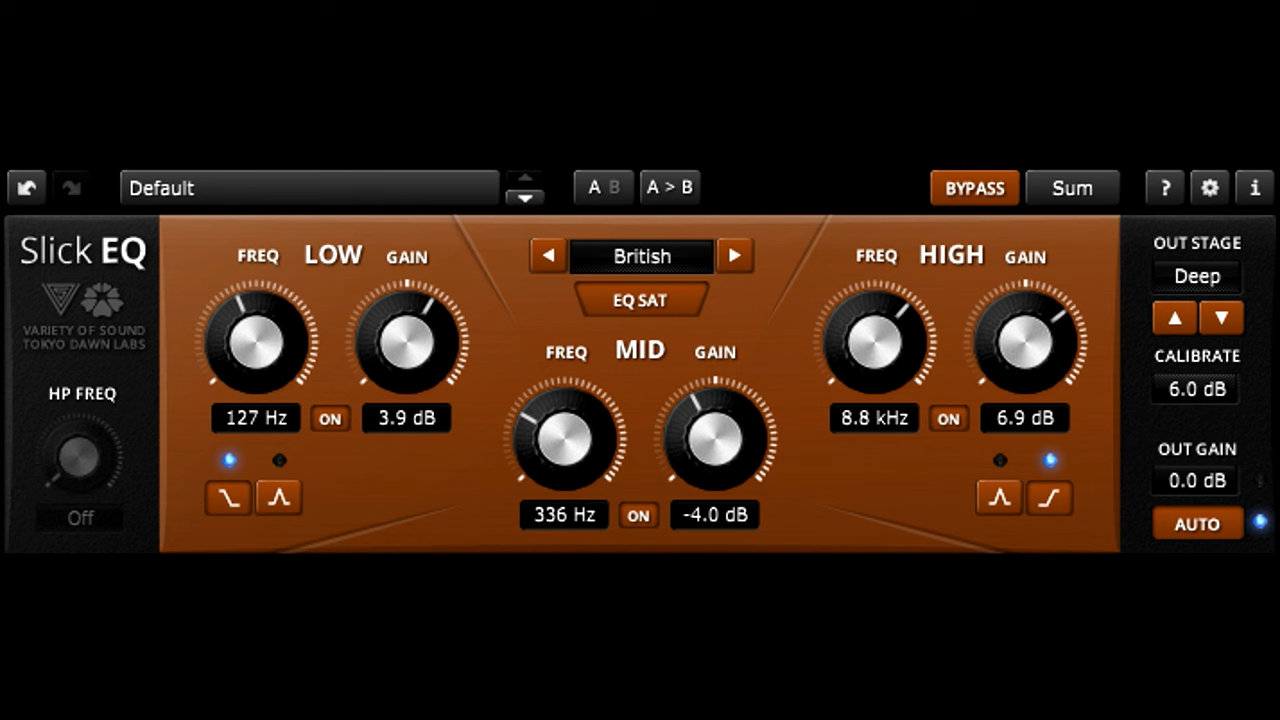 Default
A B
A > B
BYPASS
Sum
?
i
Slick EQ
VARIETY OF SOUND
TOKYO DAWN LABS
HP FREQ
Off
FREQ LOW GAIN
127 Hz ON 3.9 dB
British
EQ SAT
FREQ MID GAIN
336 Hz ON -4.0 dB
FREQ HIGH GAIN
8.8 kHz ON 6.9 dB
OUT STAGE
Deep
CALIBRATE
6.0 dB
OUT GAIN
0.0 dB
AUTO